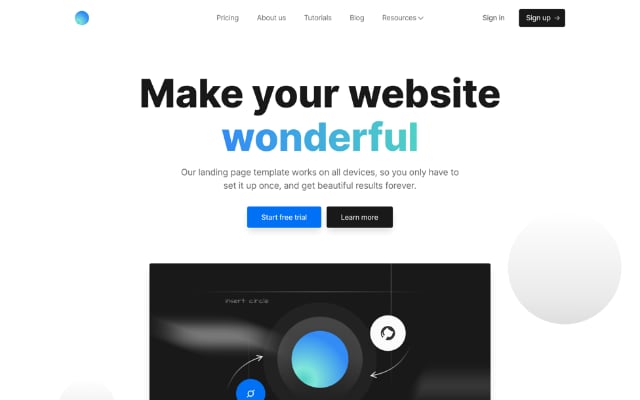 Pricing
About us
Tutorials
Blog
Resources
Sign in
Sign up →
Make your website
wonderful
Our landing page template works on all devices, so you only have to
set it up once, and get beautiful results forever.
Start free trial
Learn more
insert circle